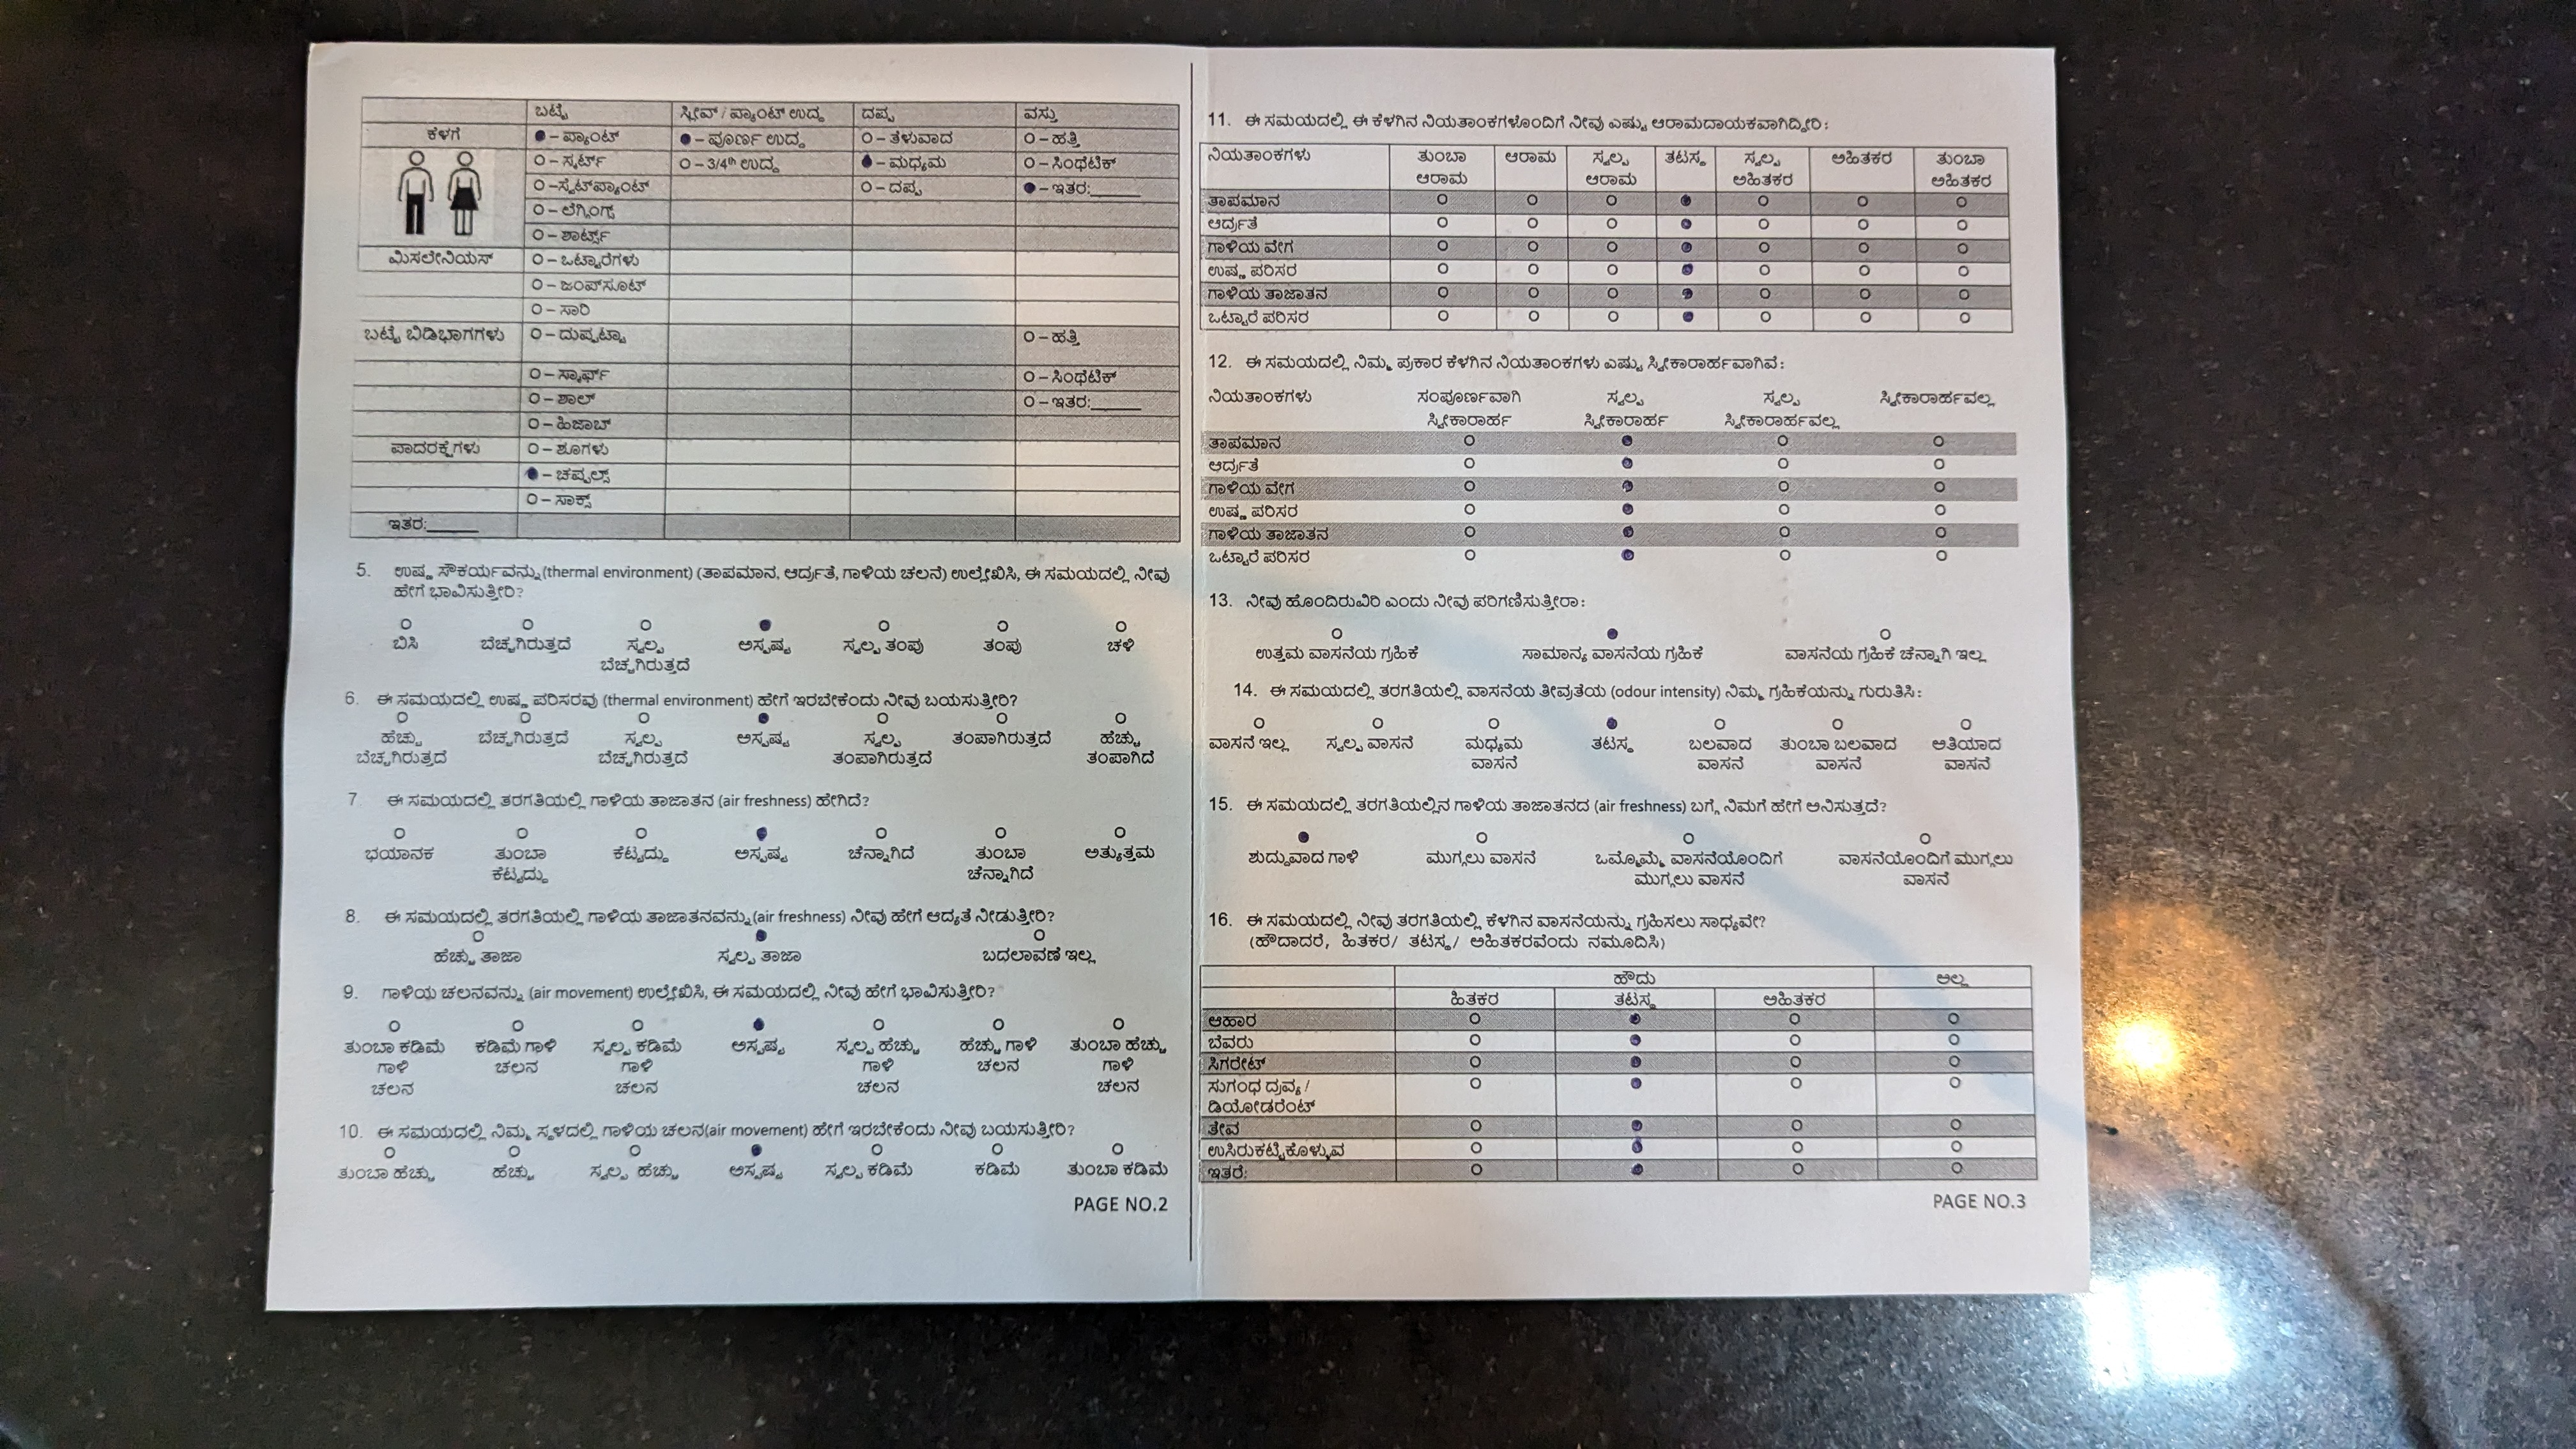 ಬಟ್ಟೆ ಸ್ಲೀವ್ / ಪ್ಯಾಂಟ್ ಉದ್ದ ದಪ್ಪ ವಸ್ತು
ಕೆಳಗೆ ●– ಪ್ಯಾಂಟ್ ●– ಪೂರ್ಣ ಉದ್ದ O – ತೆಳುವಾದ O – ಹತ್ತಿ
O – ಸ್ಕರ್ಟ್ O – 3/4th ಉದ್ದ ●– ಮಧ್ಯಮ O – ಸಿಂಥೆಟಿಕ್
O –ಸ್ವೆಟ್‌ಪ್ಯಾಂಟ್ O – ದಪ್ಪ ●– ಇತರ:_____
O – ಲೆಗ್ಗಿಂಗ್ಸ್
O – ಶಾರ್ಟ್ಸ್
ಮಿಸಲೇನಿಯಸ್ O – ಒಟ್ಟಾರೆಗಳು
O – ಜಂಪ್‌ಸೂಟ್
O – ಸಾರಿ
ಬಟ್ಟೆ ಬಿಡಿಭಾಗಗಳು O – ದುಪ್ಪಟ್ಟಾ O – ಹತ್ತಿ
O – ಸ್ಕಾರ್ಫ್ O – ಸಿಂಥೆಟಿಕ್
O – ಶಾಲ್ O – ಇತರ:_____
O – ಹಿಜಾಬ್
ಪಾದರಕ್ಷೆಗಳು O – ಶೂಗಳು
●– ಚಪ್ಪಲ್ಸ್
O – ಸಾಕ್ಸ್
ಇತರ:_____
5. ಉಷ್ಣ ಸೌಕರ್ಯವನ್ನು (thermal environment) (ತಾಪಮಾನ, ಆರ್ದ್ರತೆ, ಗಾಳಿಯ ಚಲನೆ) ಉಲ್ಲೇಖಿಸಿ, ಈ ಸಮಯದಲ್ಲಿ ನೀವು
ಹೇಗೆ ಭಾವಿಸುತ್ತೀರಿ?
ಬಿಸಿ ಬೆಚ್ಚಗಿರುತ್ತದೆ ಸ್ವಲ್ಪ ಅಸ್ಪಷ್ಟ ಸ್ವಲ್ಪ ತಂಪು ತಂಪು ಚಳಿ
ಬೆಚ್ಚಗಿರುತ್ತದೆ
6. ಈ ಸಮಯದಲ್ಲಿ ಉಷ್ಣ ಪರಿಸರವು (thermal environment) ಹೇಗೆ ಇರಬೇಕೆಂದು ನೀವು ಬಯಸುತ್ತೀರಿ?
ಹೆಚ್ಚು ಬೆಚ್ಚಗಿರುತ್ತದೆ ಸ್ವಲ್ಪ ಅಸ್ಪಷ್ಟ ಸ್ವಲ್ಪ ತಂಪಾಗಿರುತ್ತದೆ ಹೆಚ್ಚು
ಬೆಚ್ಚಗಿರುತ್ತದೆ ಬೆಚ್ಚಗಿರುತ್ತದೆ ತಂಪಾಗಿರುತ್ತದೆ ತಂಪಾಗಿದೆ
7. ಈ ಸಮಯದಲ್ಲಿ ತರಗತಿಯಲ್ಲಿ ಗಾಳಿಯ ತಾಜಾತನ (air freshness) ಹೇಗಿದೆ?
ಭಯಾನಕ ತುಂಬಾ ಕೆಟ್ಟದ್ದು ಅಸ್ಪಷ್ಟ ಚೆನ್ನಾಗಿದೆ ತುಂಬಾ ಅತ್ಯುತ್ತಮ
ಕೆಟ್ಟದ್ದು ಚೆನ್ನಾಗಿದೆ
8. ಈ ಸಮಯದಲ್ಲಿ ತರಗತಿಯಲ್ಲಿ ಗಾಳಿಯ ತಾಜಾತನವನ್ನು (air freshness) ನೀವು ಹೇಗೆ ಆದ್ಯತೆ ನೀಡುತ್ತೀರಿ?
ಹೆಚ್ಚು ತಾಜಾ ಸ್ವಲ್ಪ ತಾಜಾ ಬದಲಾವಣೆ ಇಲ್ಲ
9. ಗಾಳಿಯ ಚಲನವನ್ನು (air movement) ಉಲ್ಲೇಖಿಸಿ, ಈ ಸಮಯದಲ್ಲಿ ನೀವು ಹೇಗೆ ಭಾವಿಸುತ್ತೀರಿ?
ತುಂಬಾ ಕಡಿಮೆ ಕಡಿಮೆ ಗಾಳಿ ಸ್ವಲ್ಪ ಕಡಿಮೆ ಅಸ್ಪಷ್ಟ ಸ್ವಲ್ಪ ಹೆಚ್ಚು ಹೆಚ್ಚು ಗಾಳಿ ತುಂಬಾ ಹೆಚ್ಚು
ಗಾಳಿ ಚಲನ ಗಾಳಿ ಗಾಳಿ ಚಲನ ಗಾಳಿ
ಚಲನ ಚಲನ ಚಲನ ಚಲನ
10. ಈ ಸಮಯಧಲ್ಲಿ ನಿಮ್ಮ ಸ್ಥಳದಲ್ಲಿ ಗಾಳಿಯ ಚಲನ(air movement) ಹೇಗೆ ಇರಬೇಕೆಂದು ನೀವು ಬಯಸುತ್ತೀರಿ?
ತುಂಬಾ ಹೆಚ್ಚು ಹೆಚ್ಚು ಸ್ವಲ್ಪ ಹೆಚ್ಚು ಅಸ್ಪಷ್ಟ ಸ್ವಲ್ಪ ಕಡಿಮೆ ಕಡಿಮೆ ತುಂಬಾ ಕಡಿಮೆ
PAGE NO.2
11. ಈ ಸಮಯದಲ್ಲಿ ಈ ಕೆಳಗಿನ ನಿಯತಾಂಕಗಳೊಂದಿಗೆ ನೀವು ಎಷ್ಟು ಆರಾಮದಾಯಕವಾಗಿದ್ದೀರಿ:
ನಿಯತಾಂಕಗಳು ತುಂಬಾ ಆರಾಮ ಸ್ವಲ್ಪ ತಟಸ್ಥ ಸ್ವಲ್ಪ ಅಹಿತಕರ ತುಂಬಾ
ಆರಾಮ ಆರಾಮ ಅಹಿತಕರ ಅಹಿತಕರ
ತಾಪಮಾನ
ಆರ್ದ್ರತೆ
ಗಾಳಿಯ ವೇಗ
ಉಷ್ಣ ಪರಿಸರ
ಗಾಳಿಯ ತಾಜಾತನ
ಒಟ್ಟಾರೆ ಪರಿಸರ
12. ಈ ಸಮಯದಲ್ಲಿ ನಿಮ್ಮ ಪ್ರಕಾರ ಕೆಳಗಿನ ನಿಯತಾಂಕಗಳು ಎಷ್ಟು ಸ್ವೀಕಾರಾರ್ಹವಾಗಿವೆ:
ನಿಯತಾಂಕಗಳು ಸಂಪೂರ್ಣವಾಗಿ ಸ್ವಲ್ಪ ಸ್ವಲ್ಪ ಸ್ವೀಕಾರಾರ್ಹವಲ್ಲ
ಸ್ವೀಕಾರಾರ್ಹ ಸ್ವೀಕಾರಾರ್ಹ ಸ್ವೀಕಾರಾರ್ಹವಲ್ಲ
ತಾಪಮಾನ
ಆರ್ದ್ರತೆ
ಗಾಳಿಯ ವೇಗ
ಉಷ್ಣ ಪರಿಸರ
ಗಾಳಿಯ ತಾಜಾತನ
ಒಟ್ಟಾರೆ ಪರಿಸರ
13. ನೀವು ಹೊಂದಿರುವಿರಿ ಎಂದು ನೀವು ಪರಿಗಣಿಸುತ್ತೀರಾ:
ಉತ್ತಮ ವಾಸನೆಯ ಗ್ರಹಿಕೆ ಸಾಮಾನ್ಯ ವಾಸನೆಯ ಗ್ರಹಿಕೆ ವಾಸನೆಯ ಗ್ರಹಿಕೆ ಚೆನ್ನಾಗಿ ಇಲ್ಲ
14. ಈ ಸಮಯದಲ್ಲಿ ತರಗತಿಯಲ್ಲಿ ವಾಸನೆಯ ತೀವ್ರತೆಯ (odour intensity) ನಿಮ್ಮ ಗ್ರಹಿಕೆಯನ್ನು ಗುರುತಿಸಿ:
ವಾಸನೆ ಇಲ್ಲ ಸ್ವಲ್ಪ ವಾಸನೆ ಮಧ್ಯಮ ತಟಸ್ಥ ಬಲವಾದ ತುಂಬಾ ಬಲವಾದ ಅತಿಯಾದ
ವಾಸನೆ ವಾಸನೆ ವಾಸನೆ ವಾಸನೆ
15. ಈ ಸಮಯದಲ್ಲಿ ತರಗತಿಯಲ್ಲಿನ ಗಾಳಿಯ ತಾಜಾತನದ (air freshness) ಬಗ್ಗೆ ನಿಮಗೆ ಹೇಗೆ ಅನಿಸುತ್ತದೆ?
ಶುದ್ಧುವಾದ ಗಾಳಿ ಮುಗ್ಗಲು ವಾಸನೆ ಒಮ್ಮೊಮ್ಮೆ ವಾಸನೆಯೊಂದಿಗೆ ವಾಸನೆಯೊಂದಿಗೆ ಮುಗ್ಗಲು
ಮುಗ್ಗಲು ವಾಸನೆ ವಾಸನೆ
16. ಈ ಸಮಯದಲ್ಲಿ ನೀವು ತರಗತಿಯಲ್ಲಿ ಕೆಳಗಿನ ವಾಸನೆಯನ್ನು ಗ್ರಹಿಸಲು ಸಾಧ್ಯವೇ?
(ಹೌದಾದರೆ, ಹಿತಕರ/ ತಟಸ್ಥ/ ಅಹಿತಕರವೆಂದು ನಮೂದಿಸಿ)
ಹೌದು ಅಲ್ಲ
ಹಿತಕರ ತಟಸ್ಥ ಅಹಿತಕರ
ಆಹಾರ
ಬೆವರು
ಸಿಗರೇಟ್
ಸುಗಂಧ ದ್ರವ್ಯ /
ಡಿಯೋಡರೆಂಟ್
ತೇವ
ಉಸಿರುಕಟ್ಟಿಕೊಳ್ಳುವ
ಇತರೆ:
PAGE NO.3